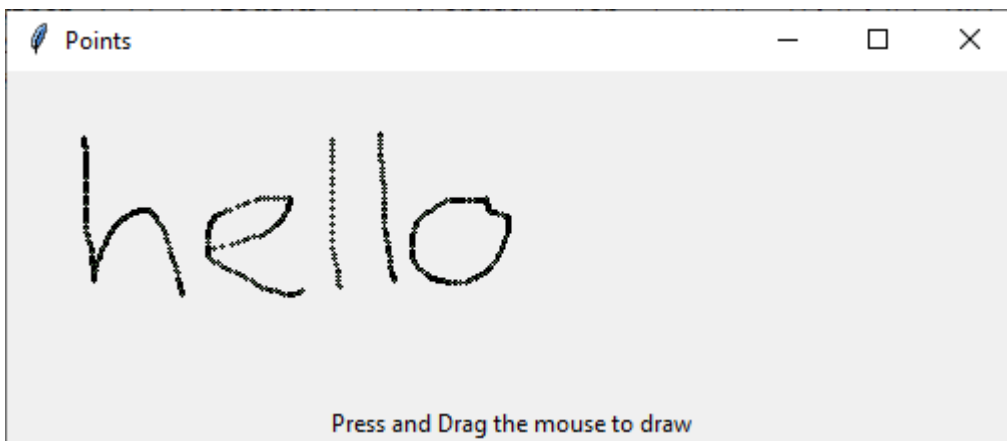 Points
hello
Press and Drag the mouse to draw